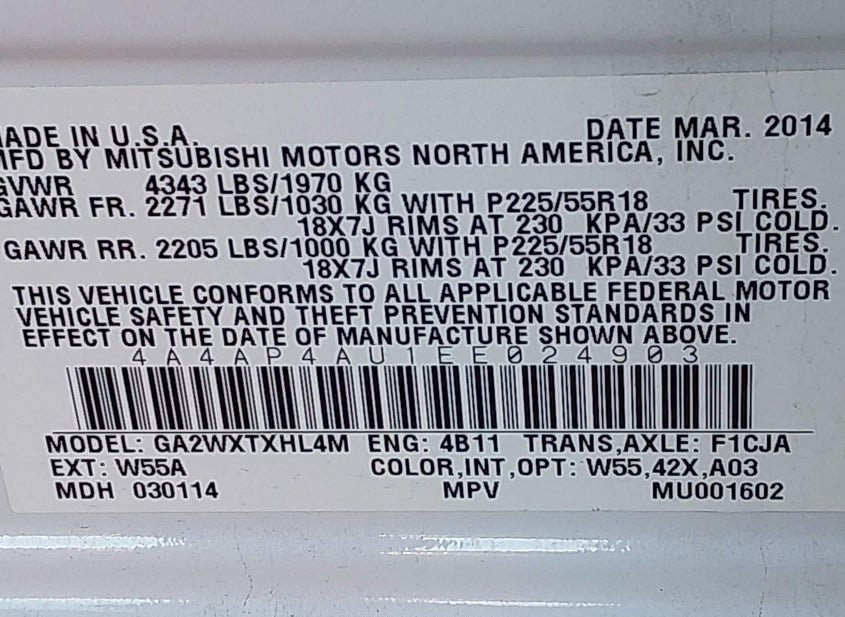 ADE IN U.S.A. DATE MAR. 2014
MFD BY MITSUBISHI MOTORS NORTH AMERICA, INC.
GVWR 4343 LBS/1970 KG
GAWR FR. 2271 LBS/1030 KG WITH P225/55R18 TIRES.
18X7J RIMS AT 230 KPA/33 PSI COLD.
GAWR RR. 2205 LBS/1000 KG WITH P225/55R18 TIRES.
18X7J RIMS AT 230 KPA/33 PSI COLD.
THIS VEHICLE CONFORMS TO ALL APPLICABLE FEDERAL MOTOR
VEHICLE SAFETY AND THEFT PREVENTION STANDARDS IN
EFFECT ON THE DATE OF MANUFACTURE SHOWN ABOVE.
4A4AP4AU1EE024903
MODEL: GA2WXTXHL4M ENG: 4B11 TRANS,AXLE: F1CJA
EXT: W55A COLOR,INT,OPT: W55,42X,A03
MDH 030114 MPV MU001602